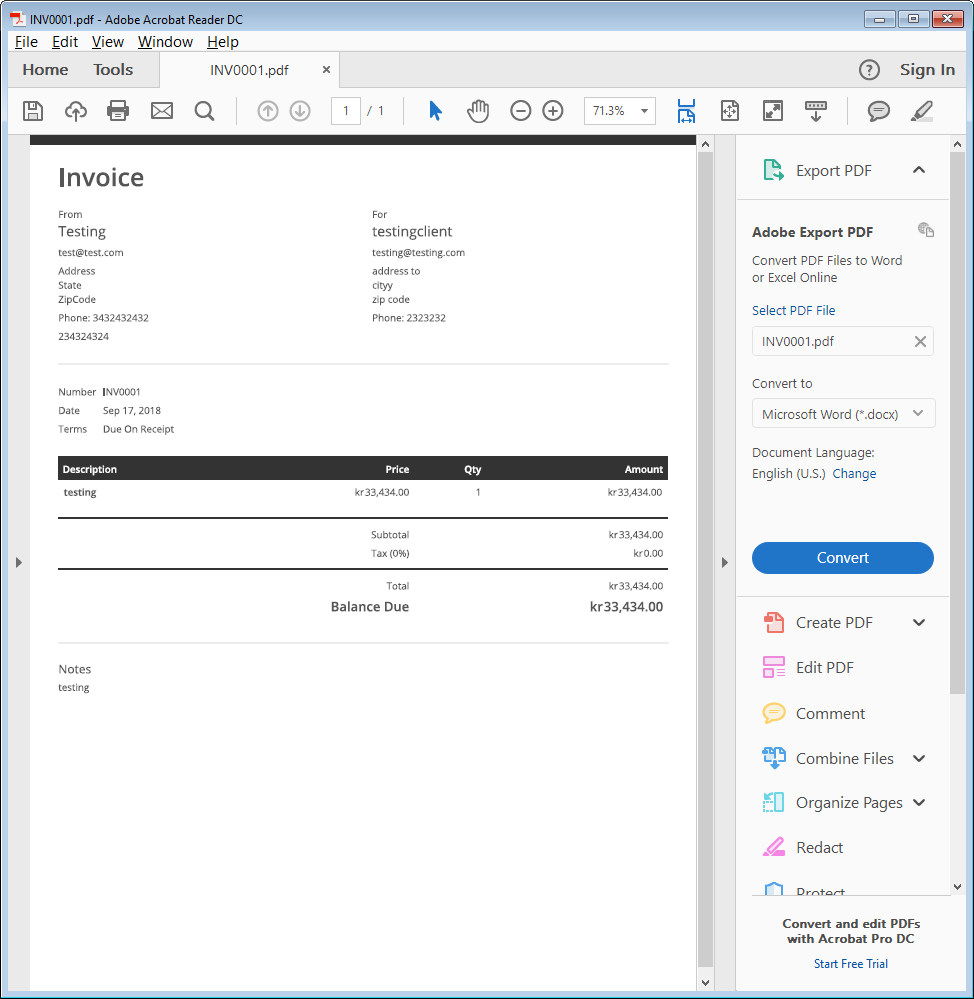 INV0001.pdf - Adobe Acrobat Reader DC
File Edit View Window Help
Home Tools INV0001.pdf × ? Sign In
1 / 1 71.3%
Invoice
From
Testing
test@test.com
Address
State
ZipCode
Phone: 3432432432
234324324
For
testingclient
testing@testing.com
address to
cityy
zip code
Phone: 2323232
Number INV0001
Date Sep 17, 2018
Terms Due On Receipt
Description Price Qty Amount
testing kr33,434.00 1 kr33,434.00
Subtotal kr33,434.00
Tax (0%) kr0.00
Total kr33,434.00
Balance Due kr33,434.00
Notes
testing
Export PDF
Adobe Export PDF
Convert PDF Files to Word
or Excel Online
Select PDF File
INV0001.pdf
Convert to
Microsoft Word (*.docx)
Document Language:
English (U.S.) Change
Convert
Create PDF
Edit PDF
Comment
Combine Files
Organize Pages
Redact
Protect
Convert and edit PDFs
with Acrobat Pro DC
Start Free Trial